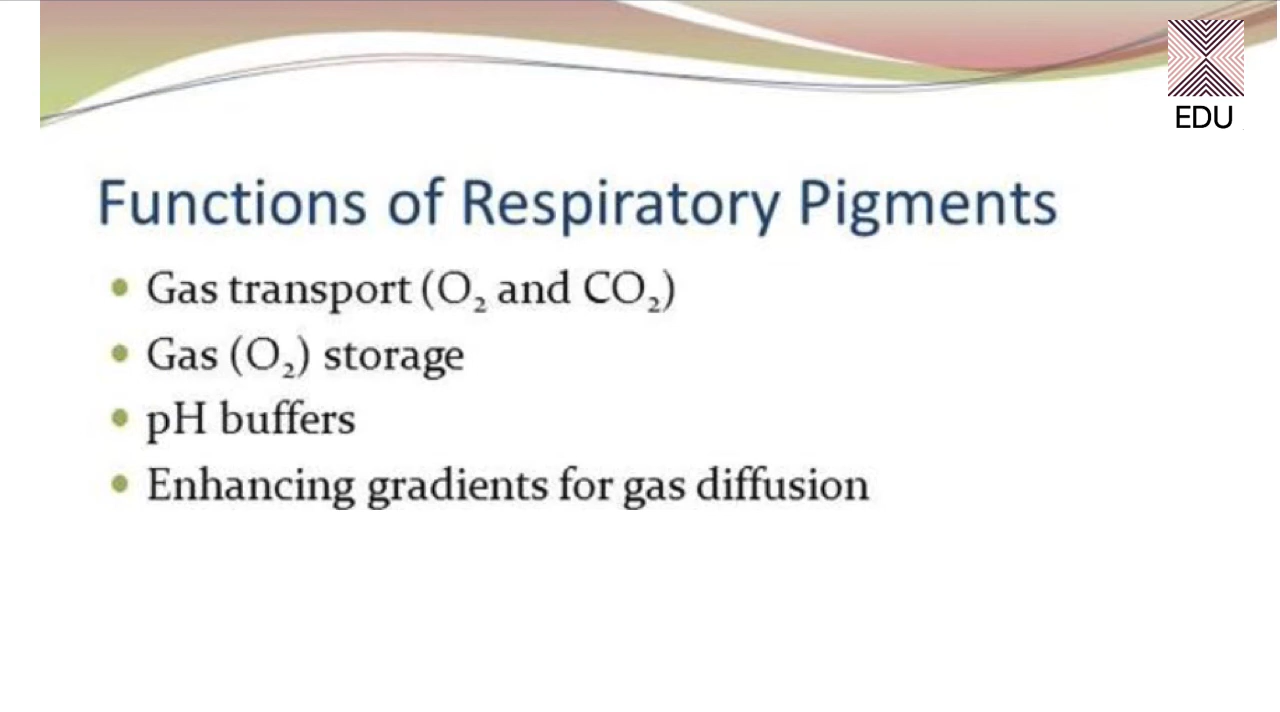 EDU
Functions of Respiratory Pigments
• Gas transport (O₂ and CO₂)
• Gas (O₂) storage
• pH buffers
• Enhancing gradients for gas diffusion